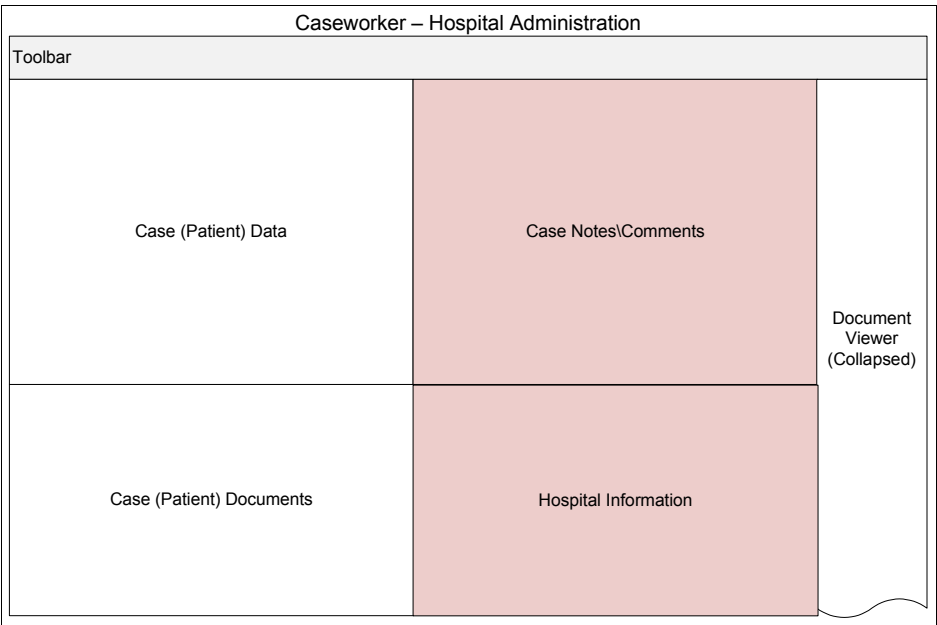 Caseworker – Hospital Administration
Toolbar
Case (Patient) Data
Case Notes\Comments
Document
Viewer
(Collapsed)
Case (Patient) Documents
Hospital Information